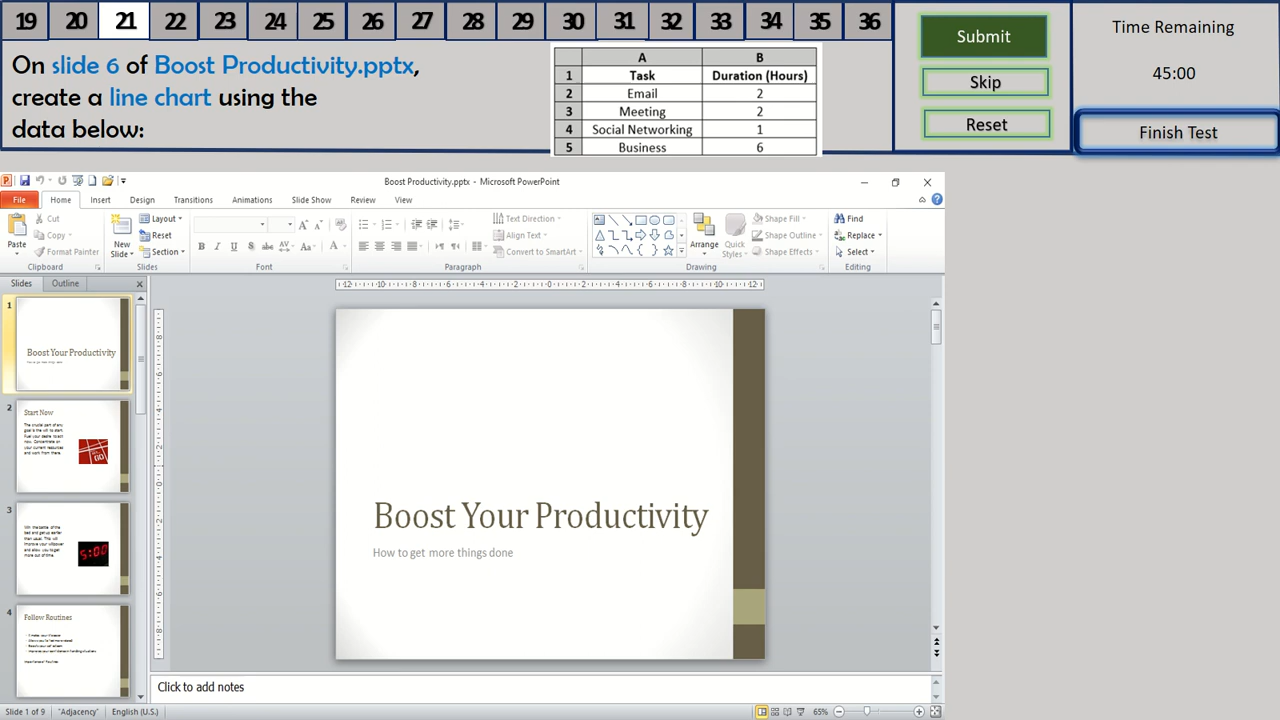 19 20 21 22 23 24 25 26 27 28 29 30 31 32 33 34 35 36
On slide 6 of Boost Productivity.pptx,
create a line chart using the
data below:
A B
1 Task Duration (Hours)
2 Email 2
3 Meeting 2
4 Social Networking 1
5 Business 6
Submit
Skip
Reset
Time Remaining
45:00
Finish Test
Boost Productivity.pptx - Microsoft PowerPoint
File Home Insert Design Transitions Animations Slide Show Review View
Paste
Cut
Copy
Format Painter
Clipboard
New
Slide
Layout
Reset
Section
Slides
Font
Text Direction
Align Text
Convert to SmartArt
Paragraph
Arrange
Quick
Styles
Shape Fill
Shape Outline
Shape Effects
Drawing
Find
Replace
Select
Editing
Slides Outline
1
Boost Your Productivity
2
Start Now
3
5:00
4
Follow Routines
Boost Your Productivity
How to get more things done
Click to add notes
Slide 1 of 9 "Adjacency" English (U.S.) 65%